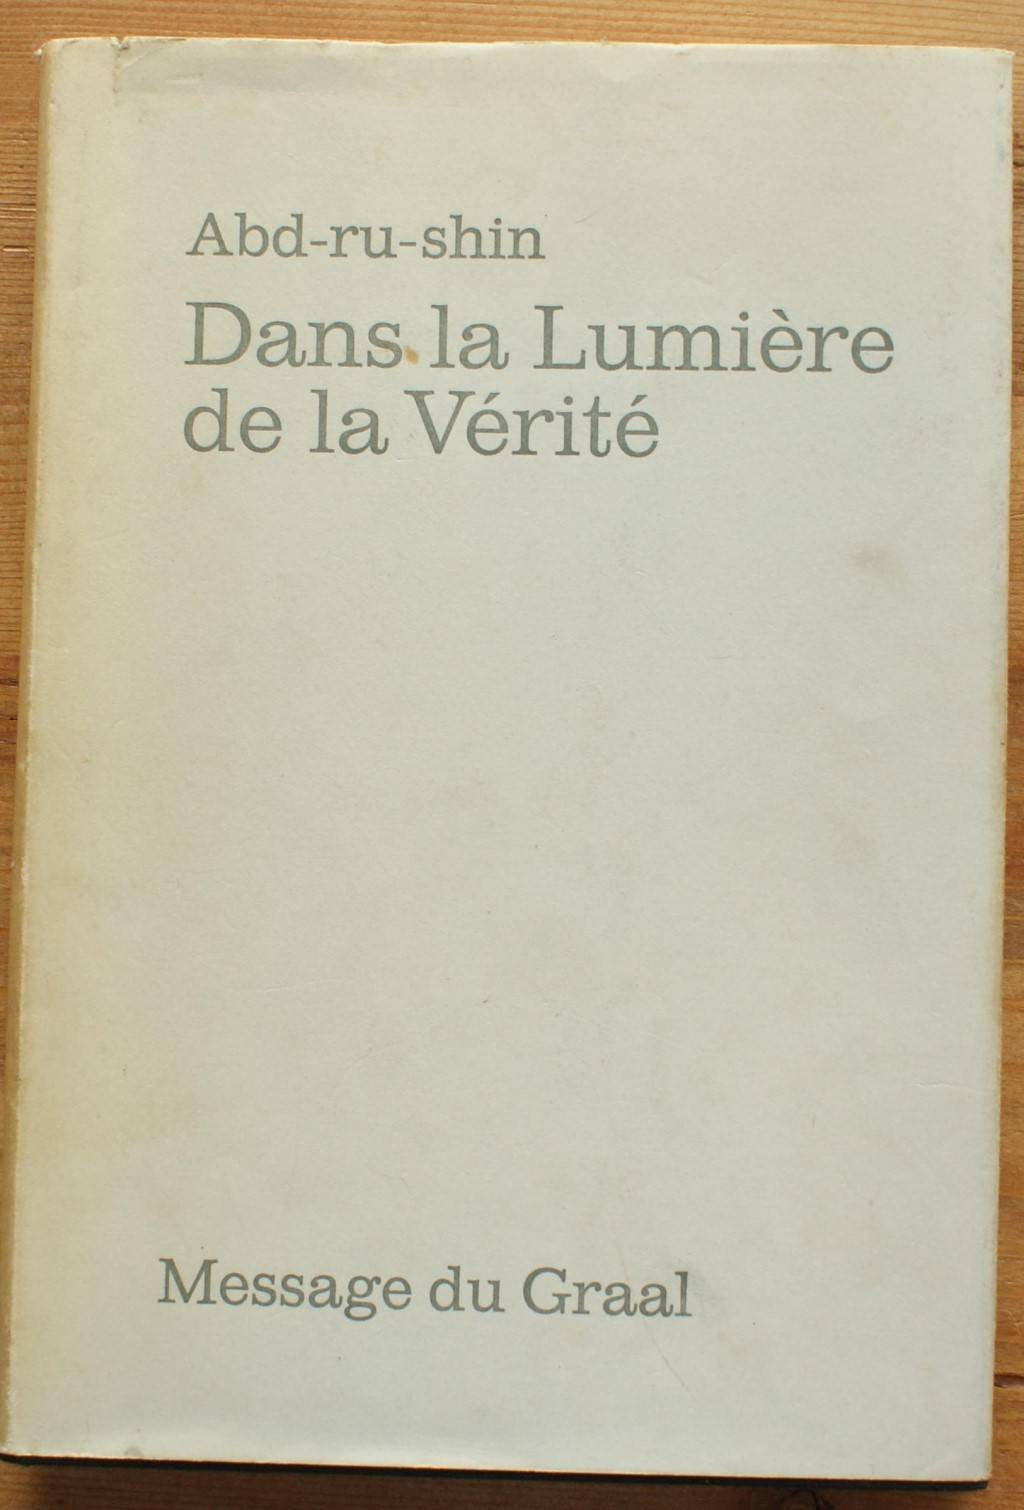 Abd-ru-shin
Dans la Lumière
de la Vérité
Message du Graal